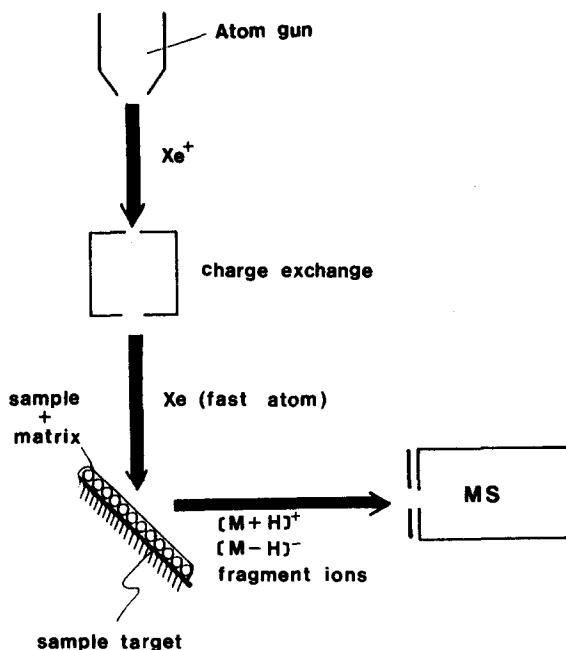 Atom gun
Xe+
charge exchange
Xe (fast atom)
sample
+
matrix
MS
(M + H)+
(M − H)−
fragment ions
sample target